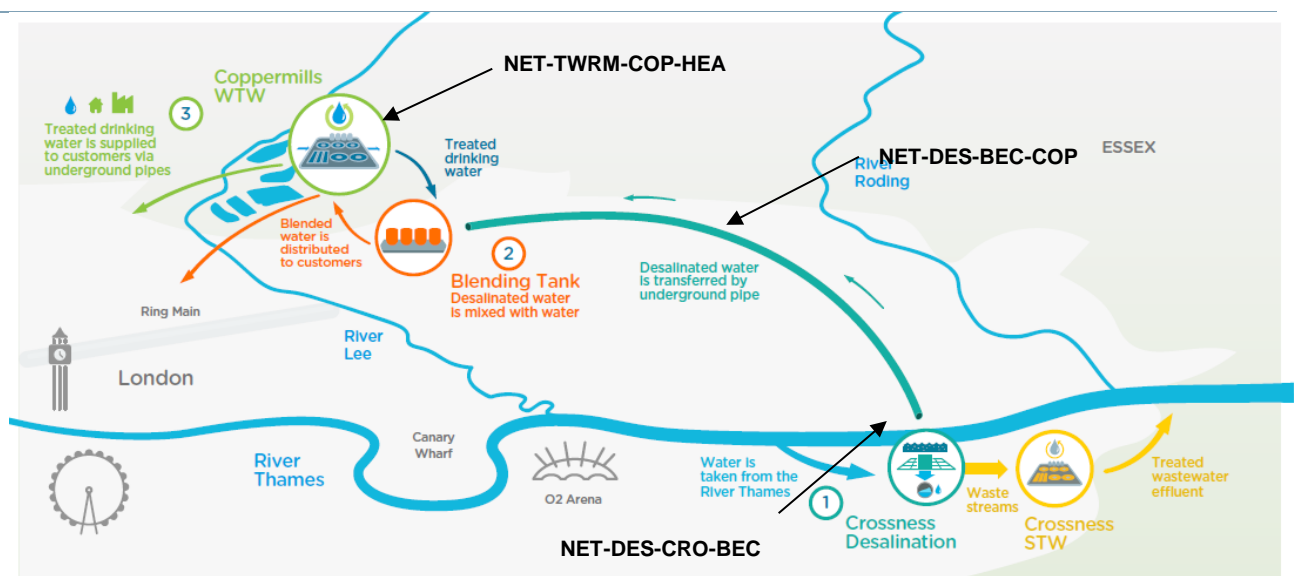 NET-TWRM-COP-HEA
Coppermills
WTW
3
Treated drinking
water is supplied
to customers via
underground pipes
Treated
drinking
water
NET-DES-BEC-COP
River
Roding
ESSEX
Blended
water is
distributed
to customers
2
Blending Tank
Desalinated water
is mixed with water
Desalinated water
is transferred by
underground pipe
Ring Main
River
Lee
London
River
Thames
Canary
Wharf
O2 Arena
Water is
taken from the
River Thames
1
Crossness
Desalination
Waste
streams
Crossness
STW
Treated
wastewater
effluent
NET-DES-CRO-BEC